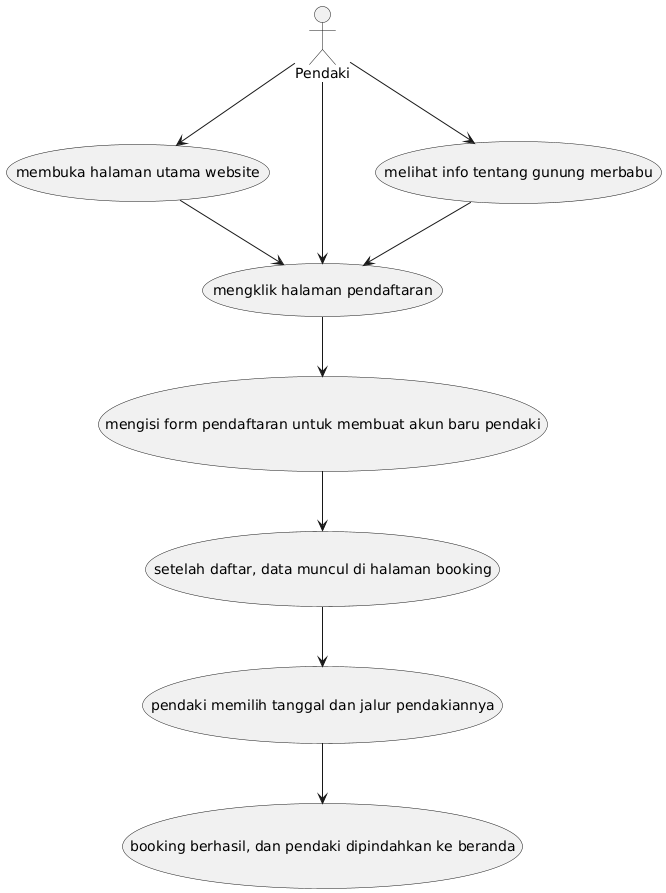 Pendaki
membuka halaman utama website
melihat info tentang gunung merbabu
mengklik halaman pendaftaran
mengisi form pendaftaran untuk membuat akun baru pendaki
setelah daftar, data muncul di halaman booking
pendaki memilih tanggal dan jalur pendakiannya
booking berhasil, dan pendaki dipindahkan ke beranda